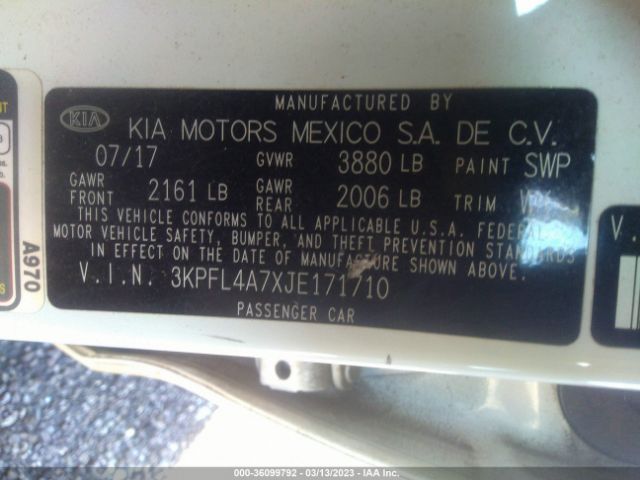 MANUFACTURED BY
KIA KIA MOTORS MEXICO S.A. DE C.V.
07/17 GVWR 3880 LB PAINT SWP
GAWR FRONT 2161 LB GAWR REAR 2006 LB TRIM
THIS VEHICLE CONFORMS TO ALL APPLICABLE U.S.A.
MOTOR VEHICLE SAFETY, BUMPER, AND THEFT PREVENTION STANDARDS
IN EFFECT ON THE DATE OF MANUFACTURE SHOWN ABOVE.
V.I.N. 3KPFL4A7XJE171710
PASSENGER CAR
A970
V.
000-36099792 - 03/13/2023 - IAA Inc.